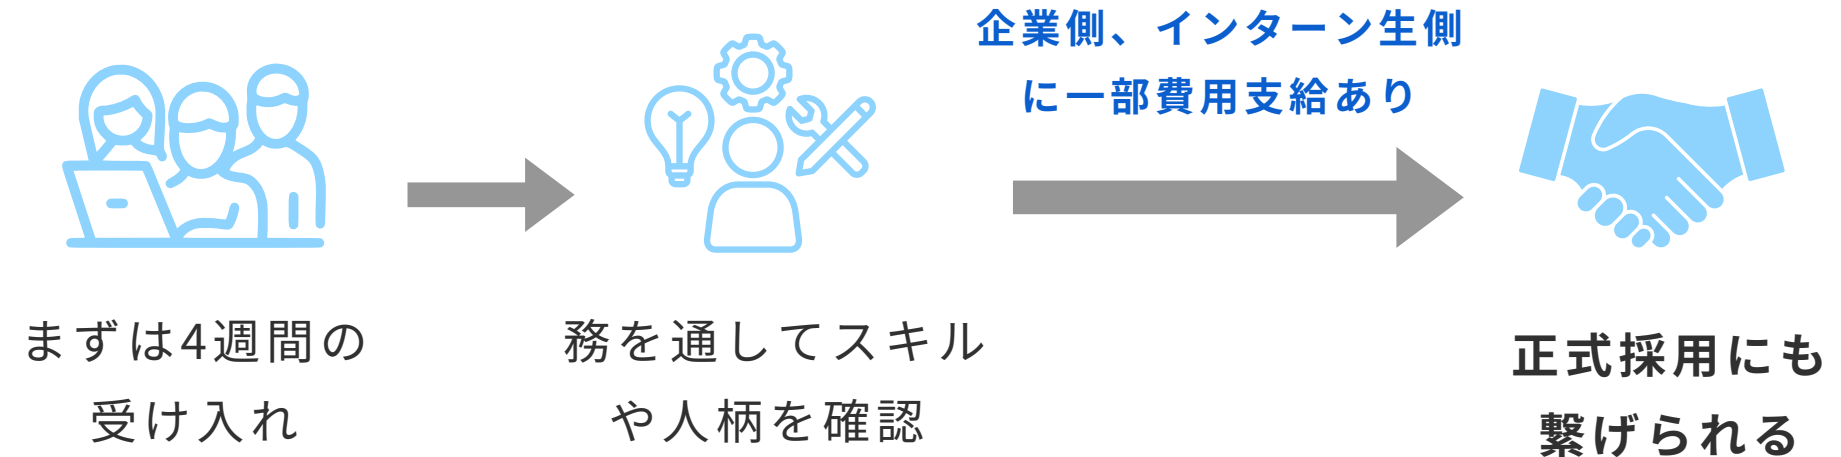 企業側、インターン生側
に一部費用支給あり
まずは4週間の
受け入れ
務を通してスキル
や人柄を確認
正式採用にも
繋げられる